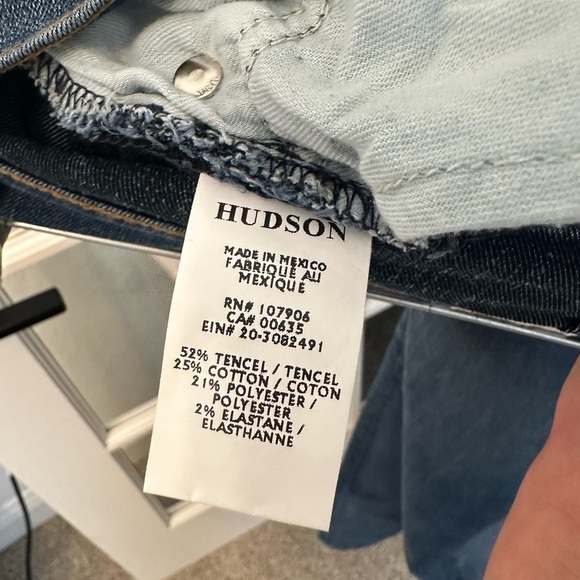 HUDSON
MADE IN MEXICO
FABRIQUE AU
MEXIQUE
RN# 107906
CA# 00635
EIN# 20-3082491
52% TENCEL / TENCEL
25% COTTON / COTON
21% POLYESTER /
POLYESTER
2% ELASTANE /
ELASTHANNE